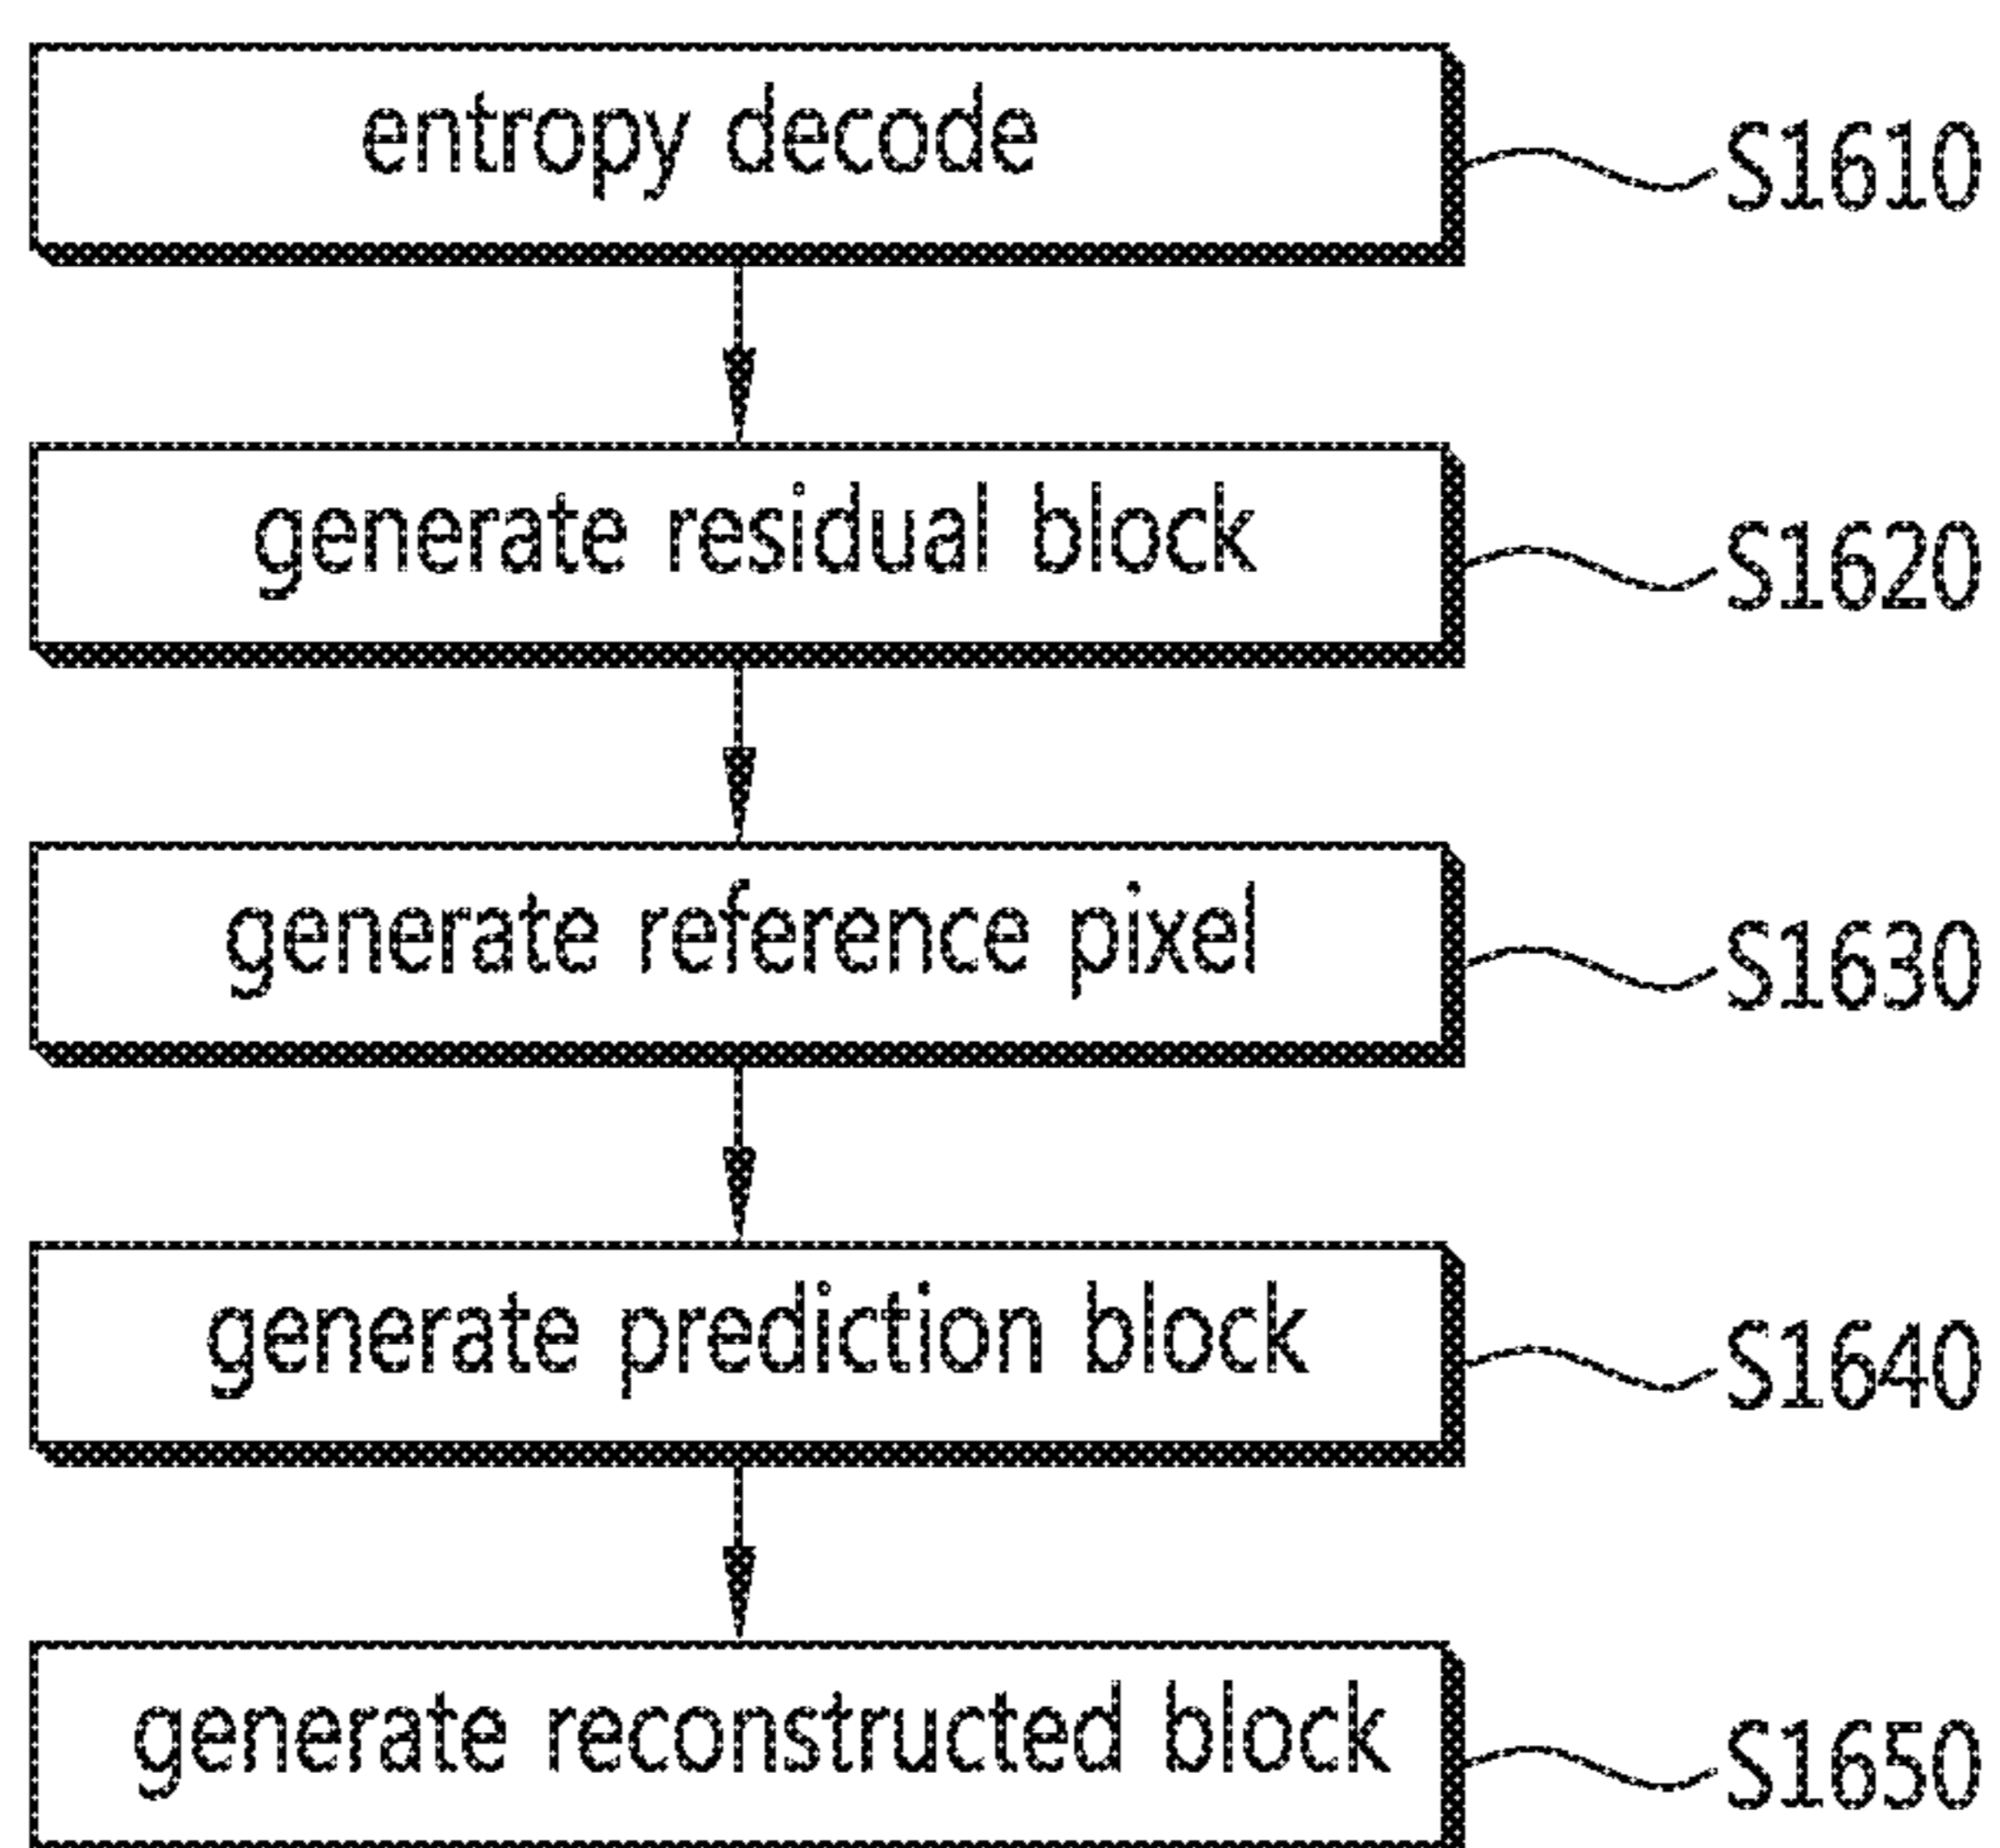 entropy decode
S1610
generate residual block
S1620
generate reference pixel
S1630
generate prediction block
S1640
generate reconstructed block
S1650